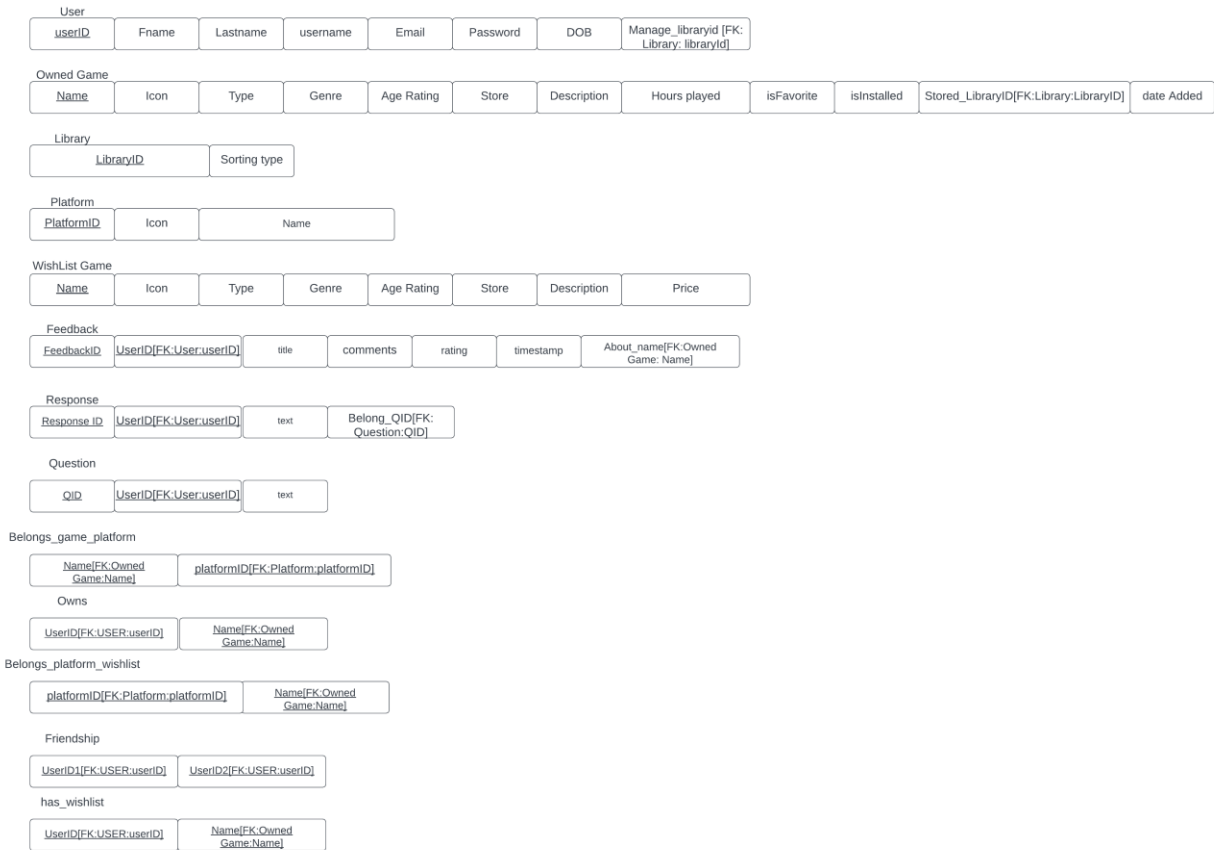 User
userID Fname Lastname username Email Password DOB Manage_libraryid [FK:
Library: libraryId]
Owned Game
Name Icon Type Genre Age Rating Store Description Hours played isFavorite isInstalled Stored_LibraryID[FK:Library:LibraryID] date Added
Library
LibraryID Sorting type
Platform
PlatformID Icon Name
WishList Game
Name Icon Type Genre Age Rating Store Description Price
Feedback
FeedbackID UserID[FK:User:userID] title comments rating timestamp About_name[FK:Owned
Game: Name]
Response
Response ID UserID[FK:User:userID] text Belong_QID[FK:
Question:QID]
Question
QID UserID[FK:User:userID] text
Belongs_game_platform
Name[FK:Owned
Game:Name] platformID[FK:Platform:platformID]
Owns
UserID[FK:USER:userID] Name[FK:Owned
Game:Name]
Belongs_platform_wishlist
platformID[FK:Platform:platformID] Name[FK:Owned
Game:Name]
Friendship
UserID1[FK:USER:userID] UserID2[FK:USER:userID]
has_wishlist
UserID[FK:USER:userID] Name[FK:Owned
Game:Name]